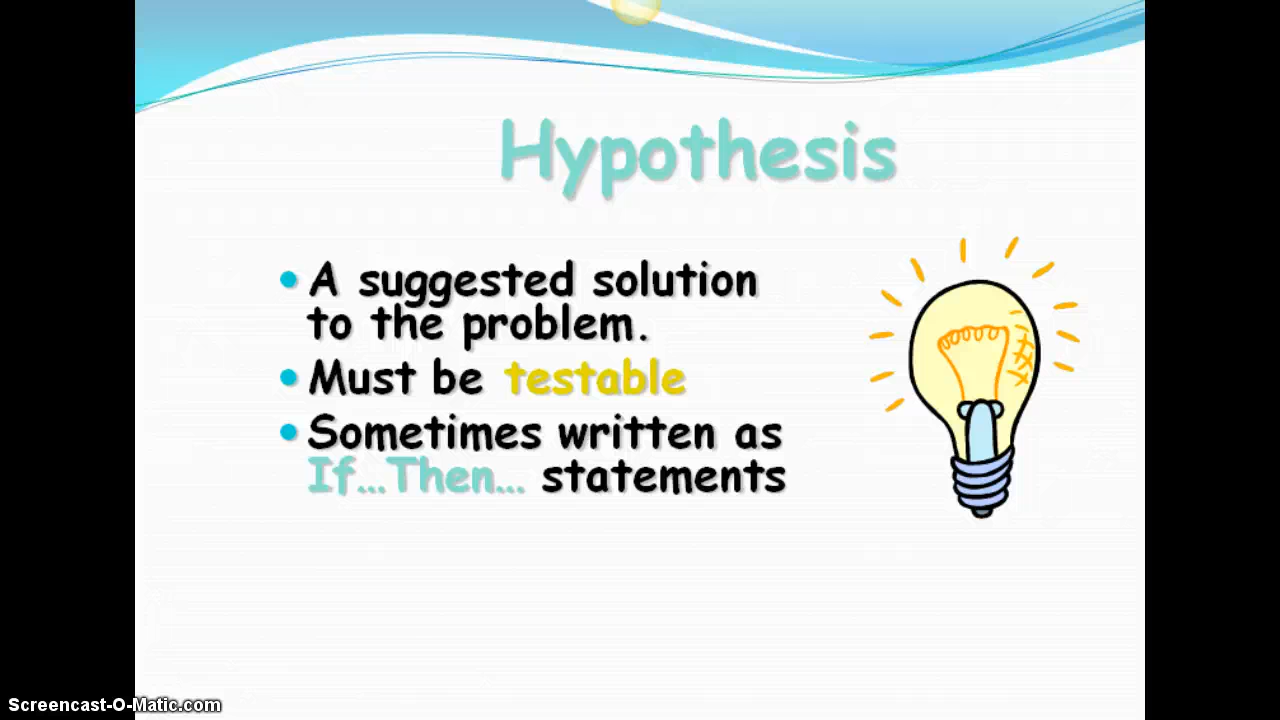 Hypothesis
• A suggested solution
to the problem.
• Must be testable
• Sometimes written as
If...Then... statements
Screencast-O-Matic.com